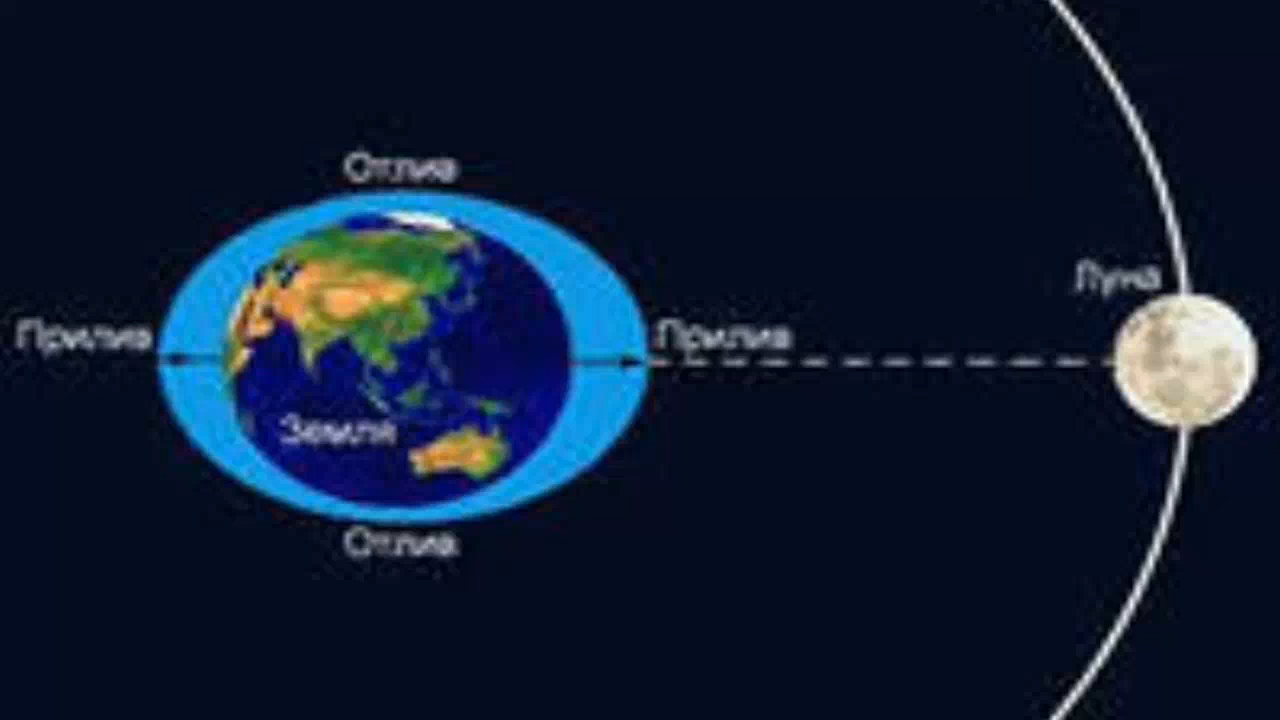 Отлив
Луна
Прилив
Прилив
Земля
Отлив